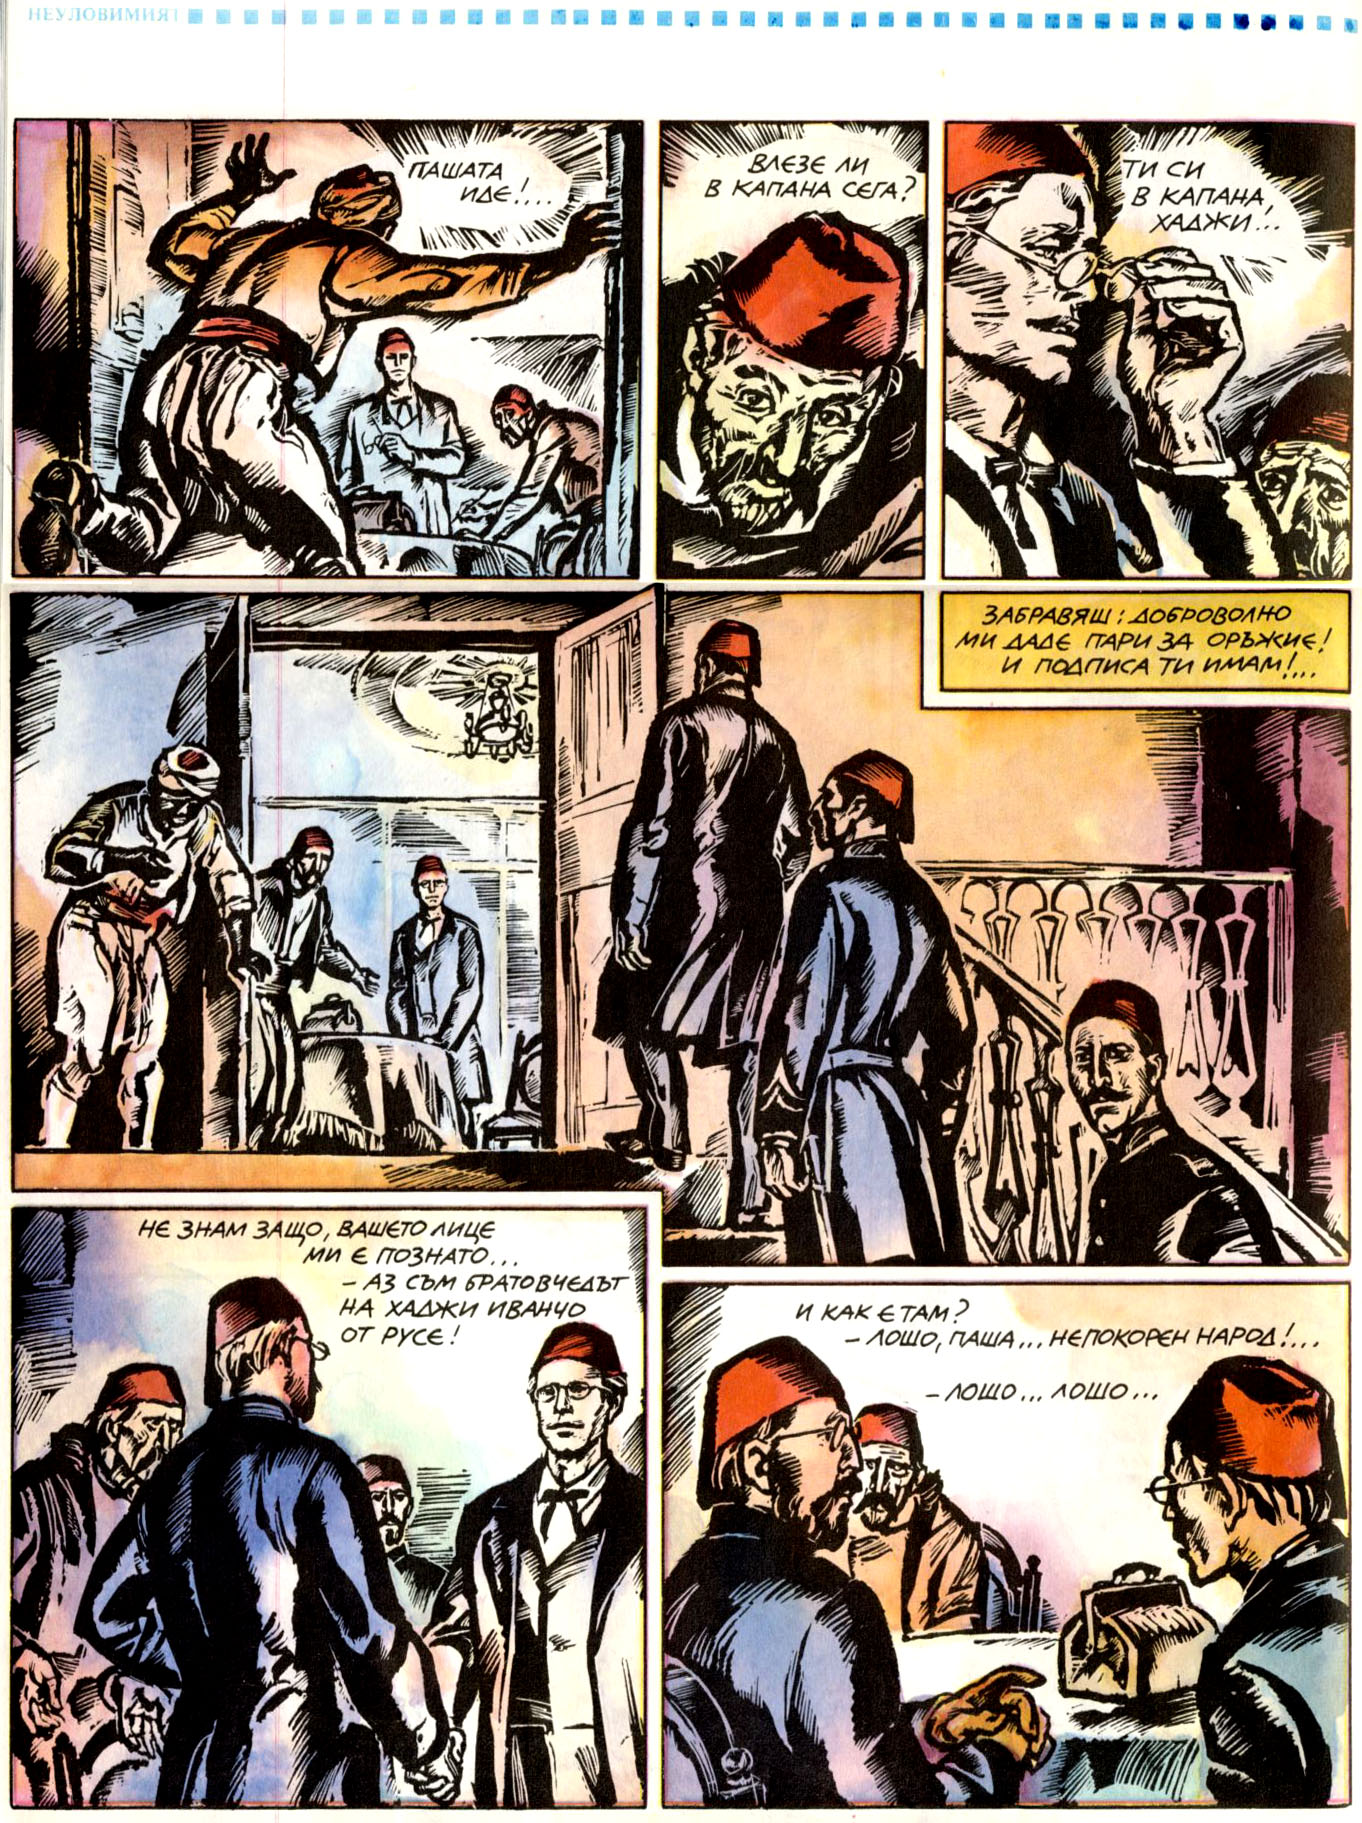 НЕУЛОВИМИЯТ
ПАШАТА
ИДЕ!....
ВЛЕЗЕ ЛИ
В КАПАНА СЕГА?
ТИ СИ
В КАПАНА,
ХАДЖИ...
ЗАБРАВЯШ: ДОБРОВОЛНО
МИ ДАДЕ ПАРИ ЗА ОРЪЖИЕ!
И ПОДПИСА ТИ ИМАМ!...
НЕ ЗНАМ ЗАЩО, ВАШЕТО ЛИЦЕ
МИ Е ПОЗНАТО...
– АЗ СЪМ БРАТОВЧЕДЪТ
НА ХАДЖИ ИВАНЧО
ОТ РУСЕ!
И КАК Е ТАМ?
– ЛОШО, ПАША... НЕПОКОРЕН НАРОД!...
– ЛОШО... ЛОШО...